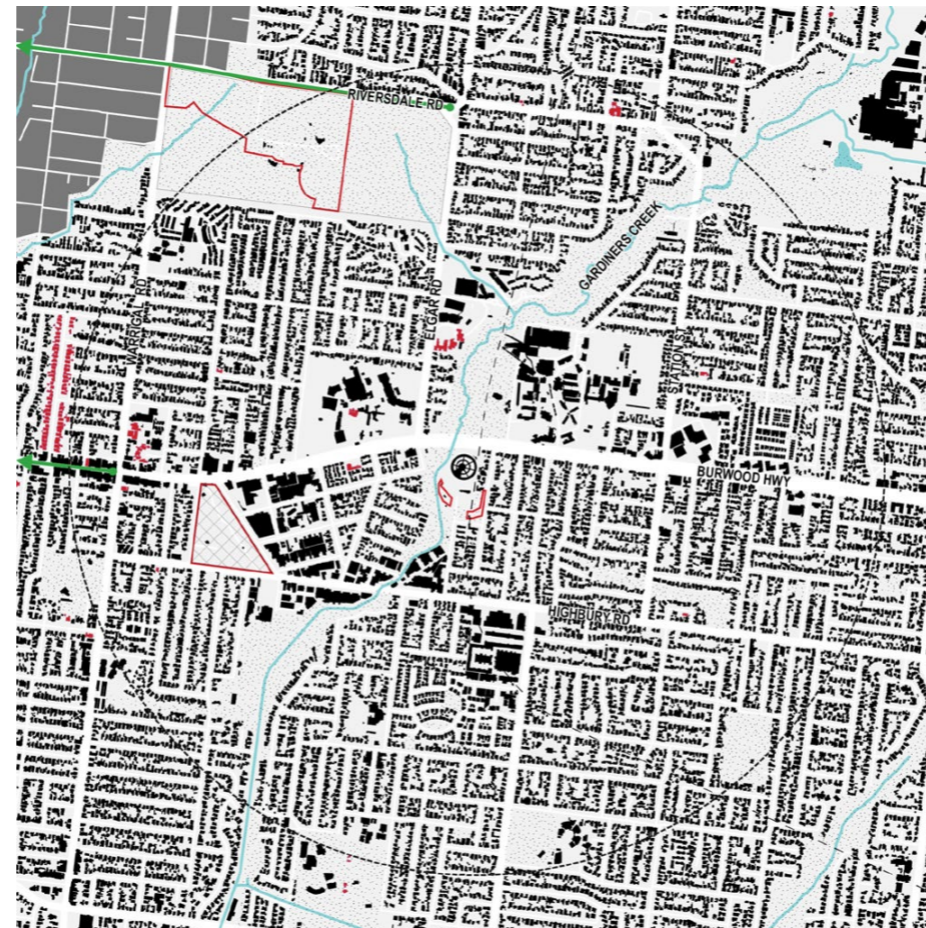 RIVERSDALE RD
GARDINERS CREEK
WARRIGAL RD
ELGAR RD
STATION ST
BURWOOD HWY
HIGHBURY RD